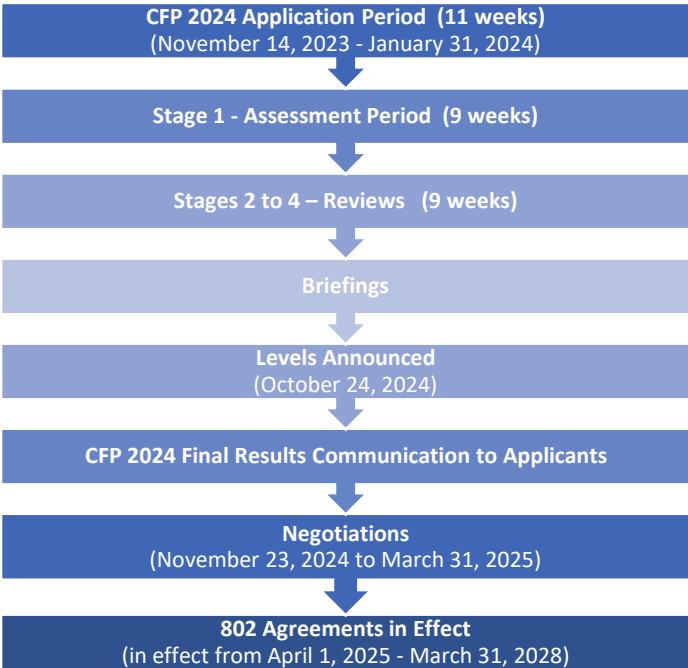 CFP 2024 Application Period  (11 weeks)
(November 14, 2023 - January 31, 2024)
Stage 1 - Assessment Period  (9 weeks)
Stages 2 to 4 – Reviews   (9 weeks)
Briefings
Levels Announced
(October 24, 2024)
CFP 2024 Final Results Communication to Applicants
Negotiations
(November 23, 2024 to March 31, 2025)
802 Agreements in Effect
(in effect from April 1, 2025 - March 31, 2028)